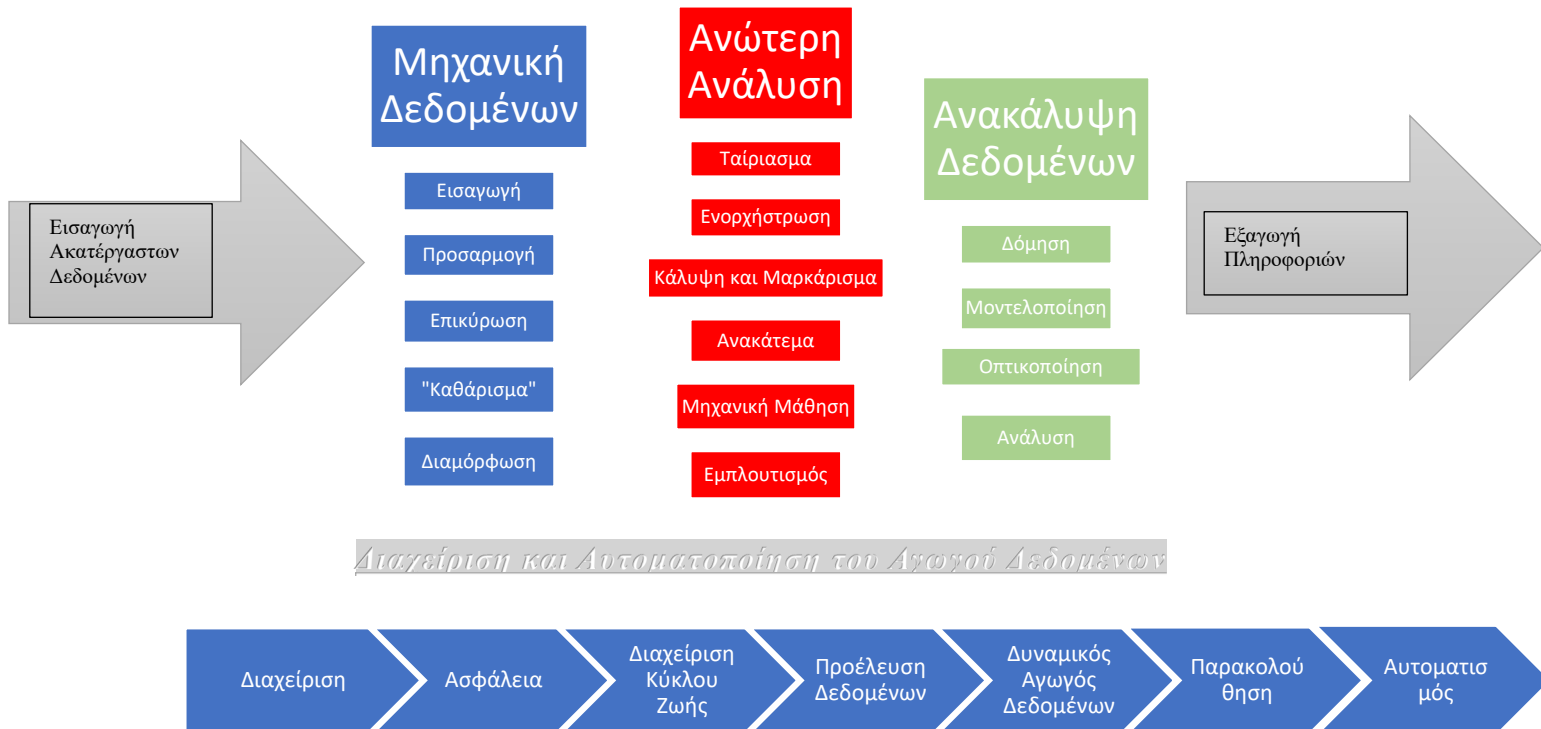 Εισαγωγή
Ακατέργαστων
Δεδομένων
Μηχανική
Δεδομένων
Εισαγωγή
Προσαρμογή
Επικύρωση
"Καθάρισμα"
Διαμόρφωση
Ανώτερη
Ανάλυση
Ταίριασμα
Ενορχήστρωση
Κάλυψη και Μαρκάρισμα
Ανακάτεμα
Μηχανική Μάθηση
Εμπλουτισμός
Ανακάλυψη
Δεδομένων
Δόμηση
Μοντελοποίηση
Οπτικοποίηση
Ανάλυση
Εξαγωγή
Πληροφοριών
Διαχείριση και Αυτοματοποίηση του Αγωγού Δεδομένων
Διαχείριση
Ασφάλεια
Διαχείριση
Κύκλου
Ζωής
Προέλευση
Δεδομένων
Δυναμικός
Αγωγός
Δεδομένων
Παρακολού
θηση
Αυτοματισ
μός